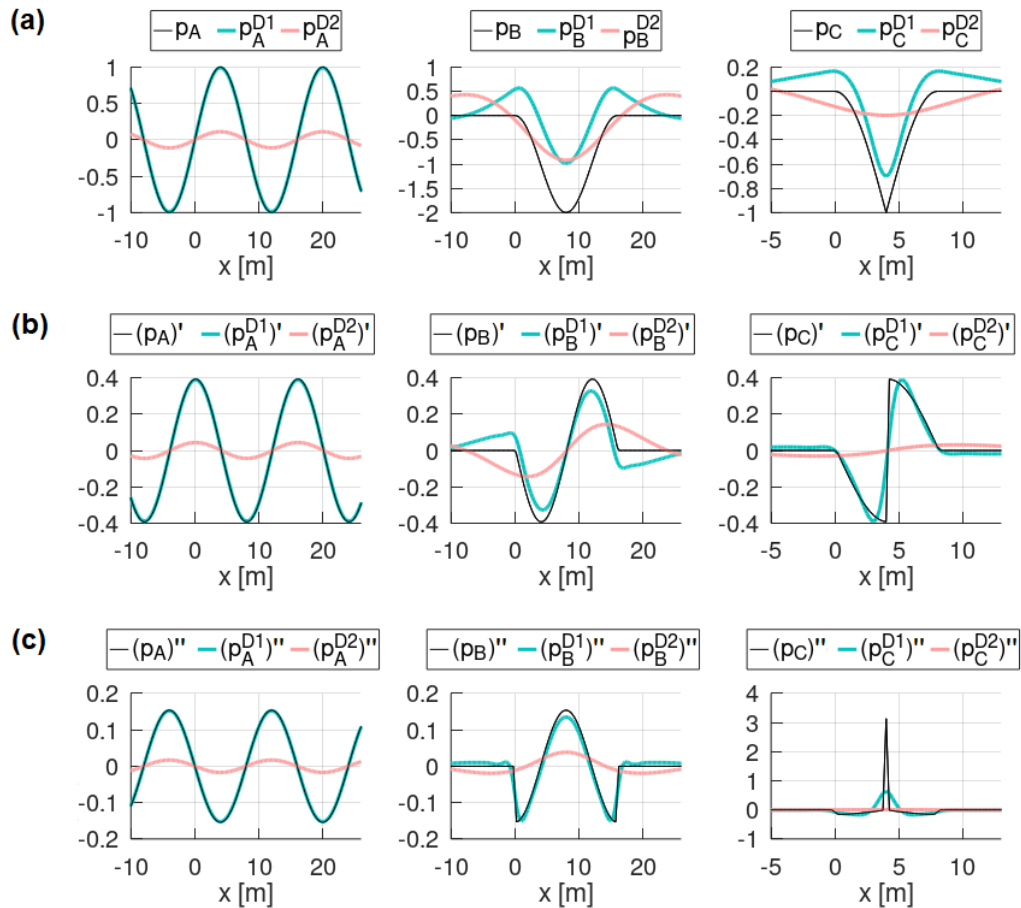 (a)
p_A p_A^D1 p_A^D2
p_B p_B^D1 p_B^D2
p_C p_C^D1 p_C^D2
1
0.5
0
-0.5
-1
-10 0 10 20
x [m]
1
0.5
0
-0.5
-1
-1.5
-2
-10 0 10 20
x [m]
0.2
0
-0.2
-0.4
-0.6
-0.8
-1
-5 0 5 10
x [m]
(b)
(p_A)' (p_A^D1)' (p_A^D2)'
(p_B)' (p_B^D1)' (p_B^D2)'
(p_C)' (p_C^D1)' (p_C^D2)'
0.4
0.2
0
-0.2
-0.4
-10 0 10 20
x [m]
0.4
0.2
0
-0.2
-0.4
-10 0 10 20
x [m]
0.4
0.2
0
-0.2
-0.4
-5 0 5 10
x [m]
(c)
(p_A)" (p_A^D1)" (p_A^D2)"
(p_B)" (p_B^D1)" (p_B^D2)"
(p_C)" (p_C^D1)" (p_C^D2)"
0.2
0.1
0
-0.1
-0.2
-10 0 10 20
x [m]
0.2
0.1
0
-0.1
-0.2
-10 0 10 20
x [m]
4
3
2
1
0
-1
-5 0 5 10
x [m]